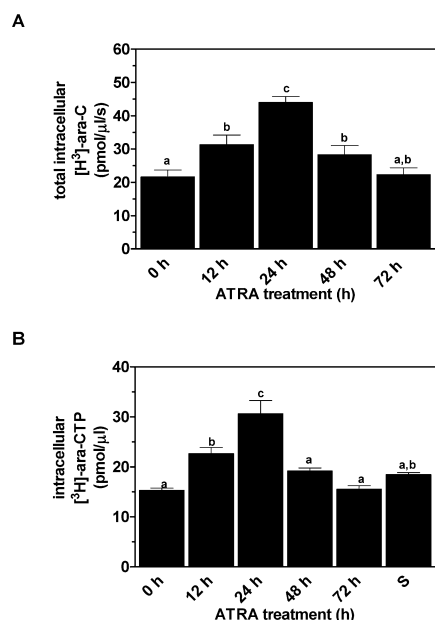 A
total intracellular
[H³]-ara-C
(pmol/µl/s)
60
50
40
30
20
10
0
a
b
c
b
a,b
0 h
12 h
24 h
48 h
72 h
ATRA treatment (h)
B
intracellular
[³H]-ara-CTP
(pmol/µl)
40
30
20
10
0
a
b
c
a
a
a,b
0 h
12 h
24 h
48 h
72 h
S
ATRA treatment (h)